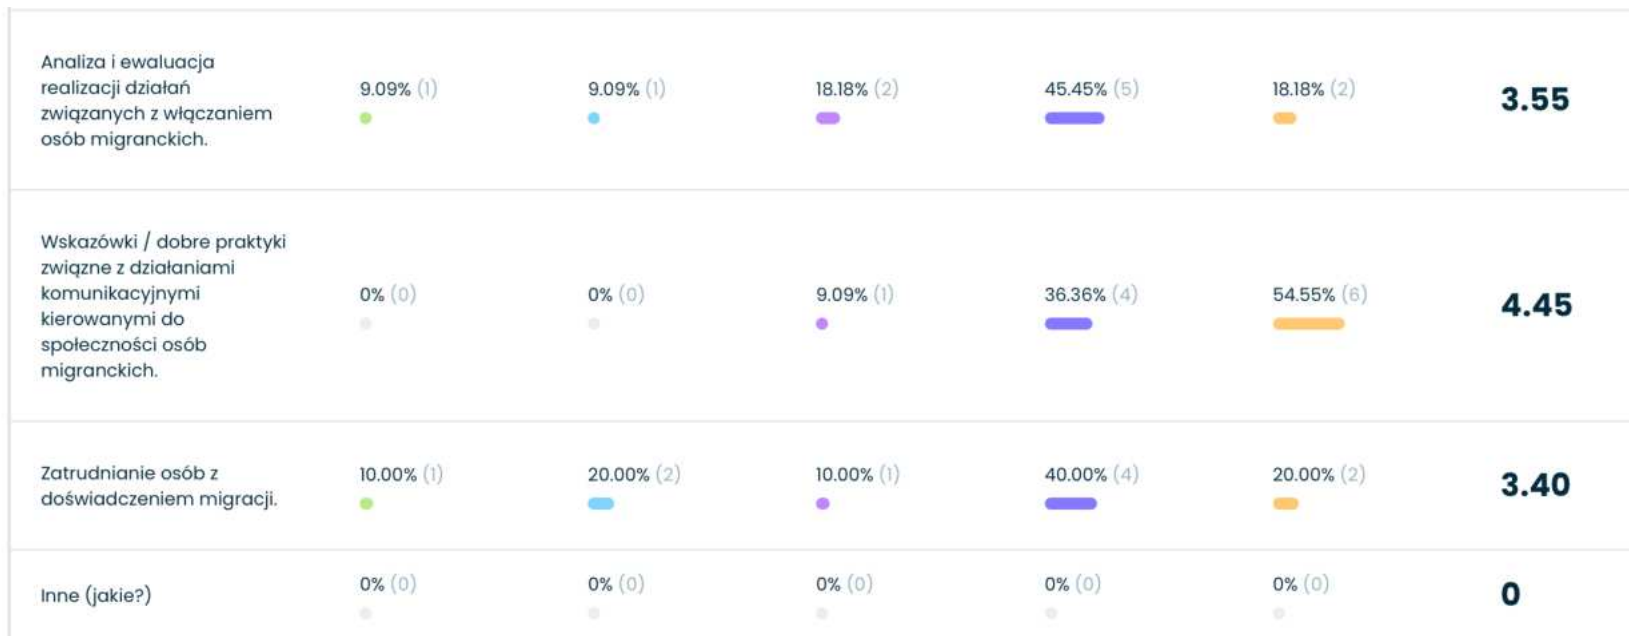 Analiza i ewaluacja
realizacji działań
związanych z włączaniem
osób migranckich.
9.09% (1) 9.09% (1) 18.18% (2) 45.45% (5) 18.18% (2) 3.55
Wskazówki / dobre praktyki
związne z działaniami
komunikacyjnymi
kierowanymi do
społeczności osób
migranckich.
0% (0) 0% (0) 9.09% (1) 36.36% (4) 54.55% (6) 4.45
Zatrudnianie osób z
doświadczeniem migracji.
10.00% (1) 20.00% (2) 10.00% (1) 40.00% (4) 20.00% (2) 3.40
Inne (jakie?)
0% (0) 0% (0) 0% (0) 0% (0) 0% (0) 0